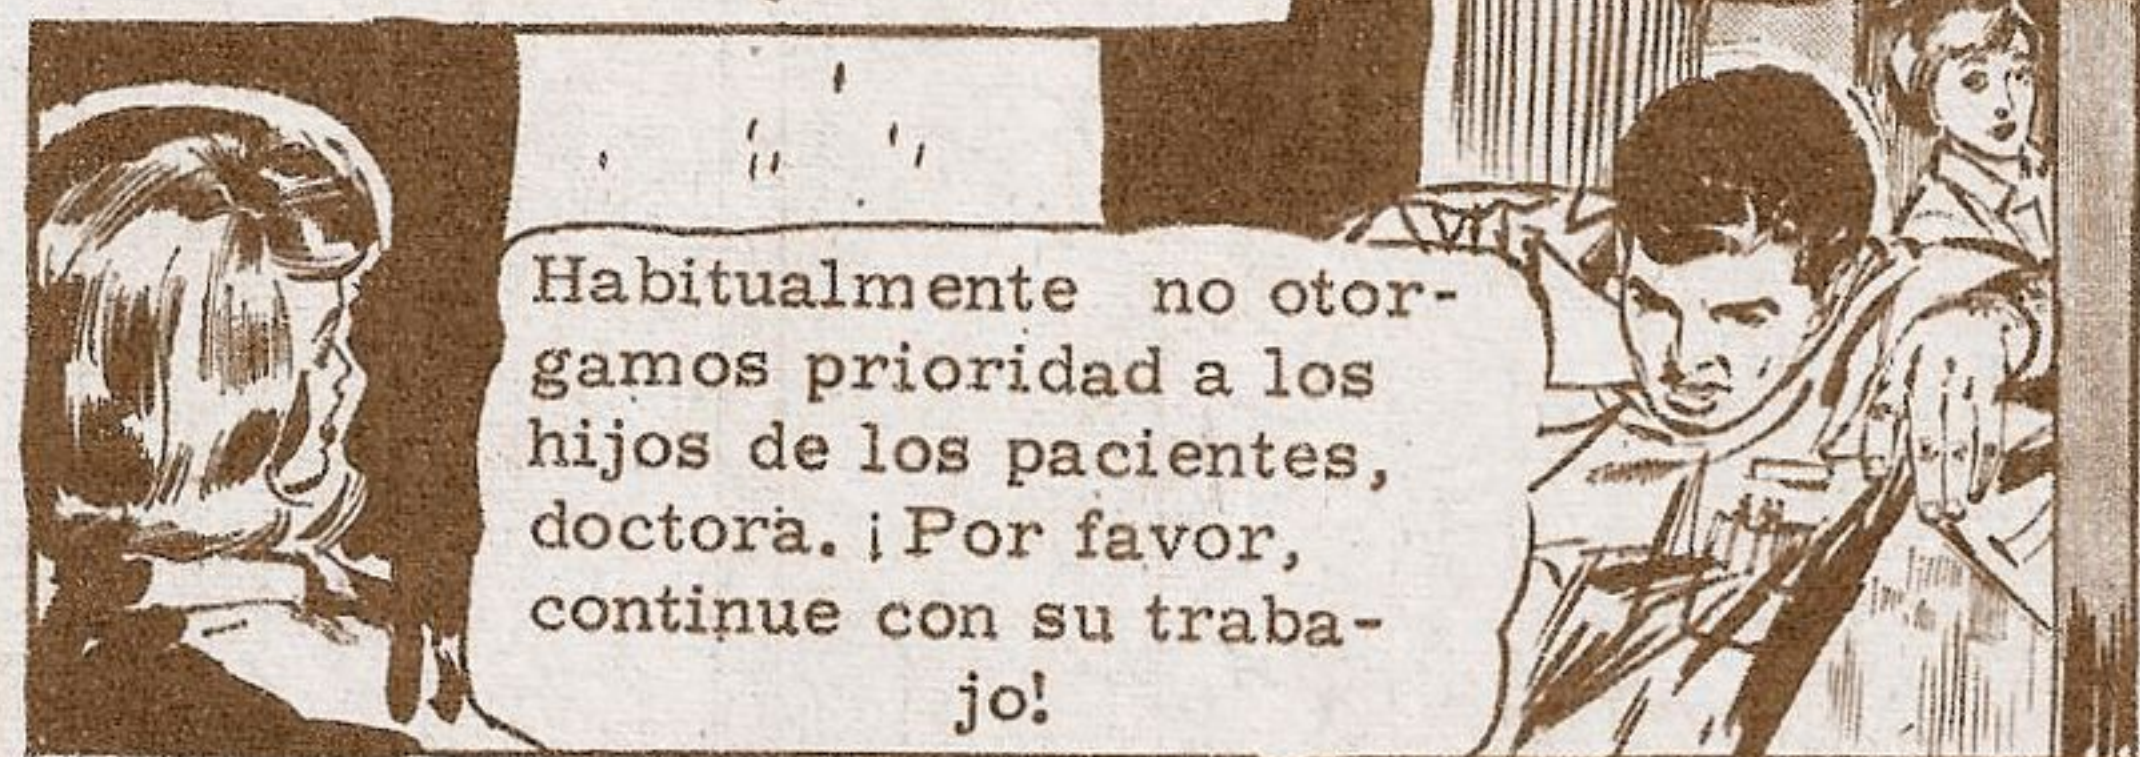 Habitualmente no otor-
gamos prioridad a los
hijos de los pacientes,
doctora. ¡Por favor,
continue con su traba-
jo!